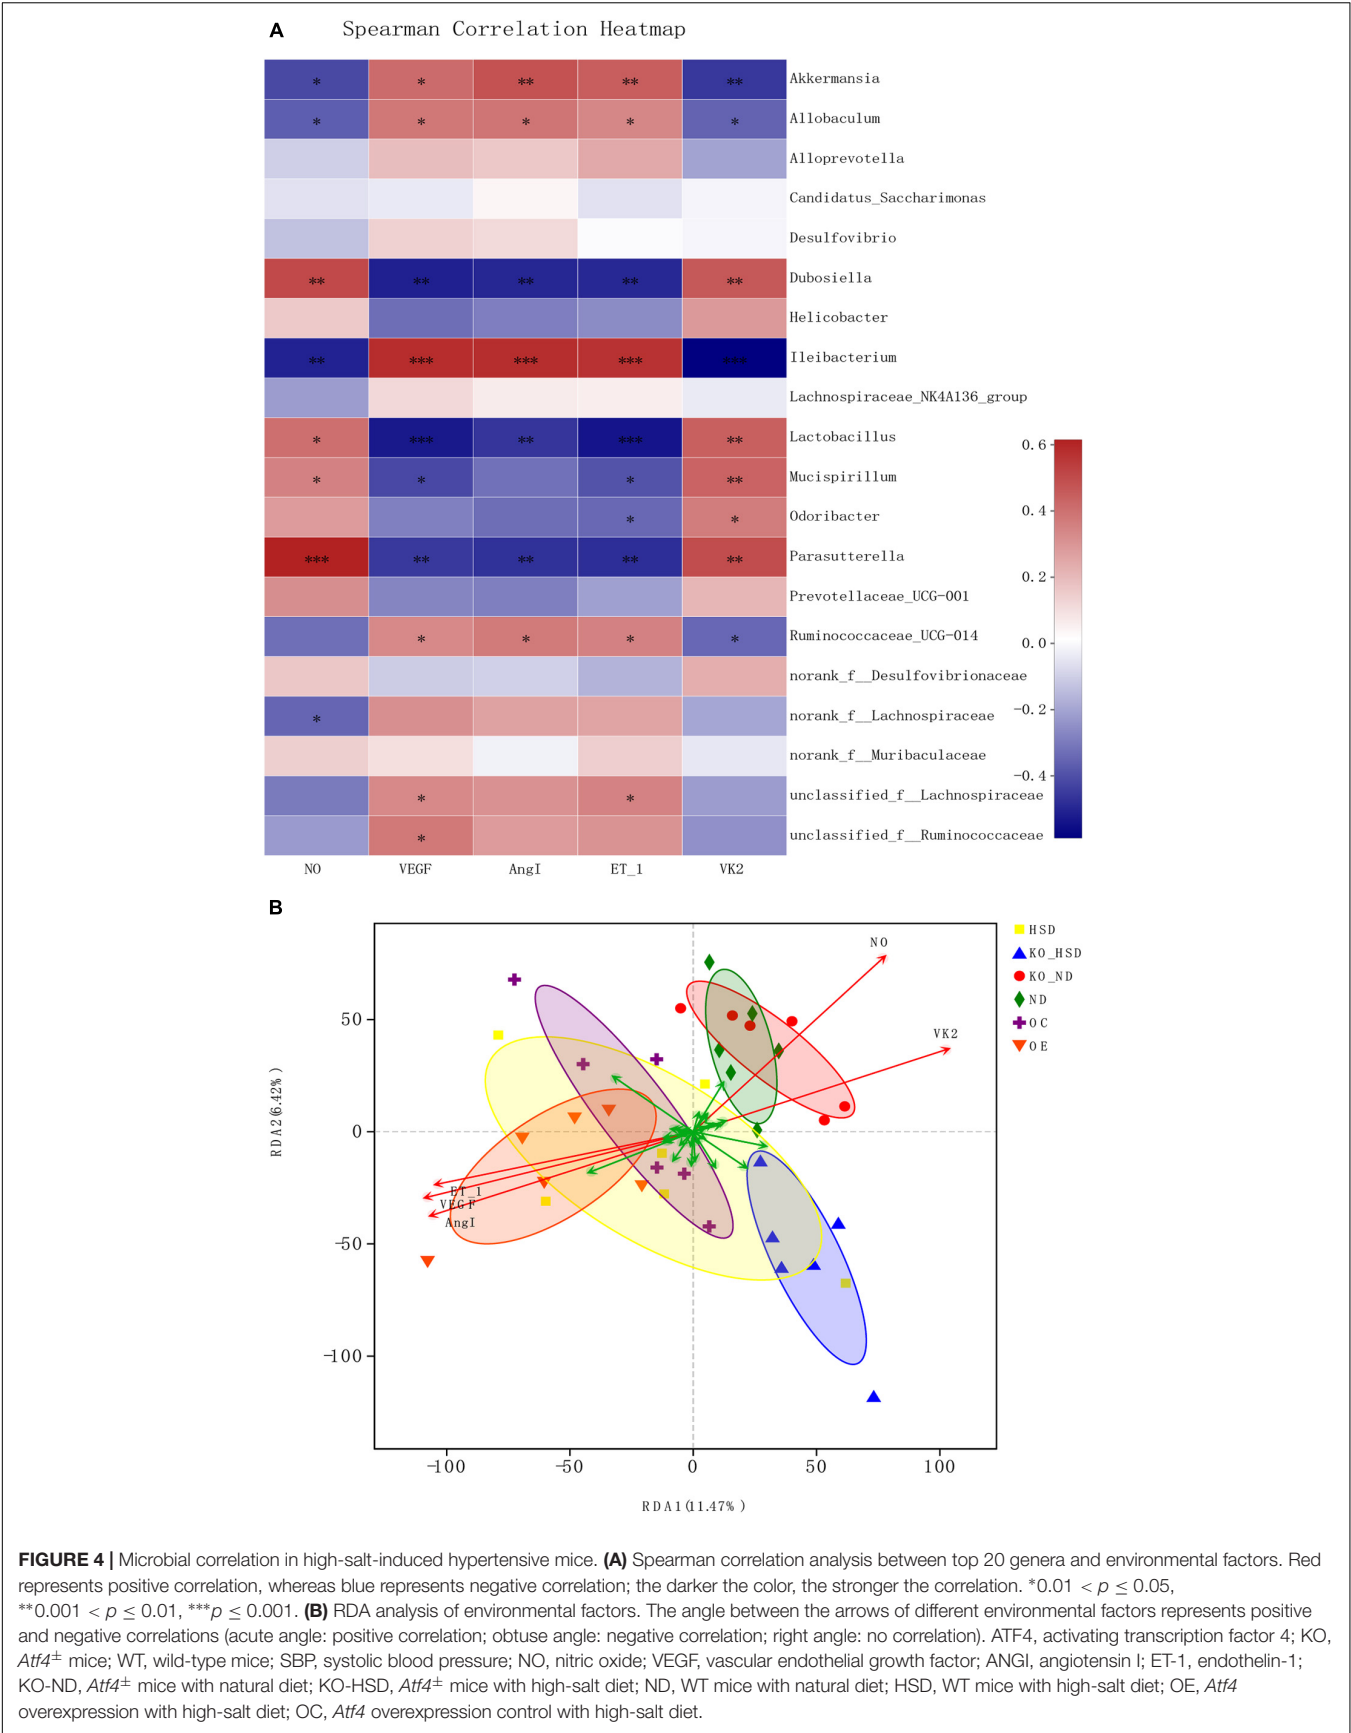 A
Spearman Correlation Heatmap
* * ** ** ** Akkermansia
* * * * * Allobaculum
Alloprevotella
Candidatus_Saccharimonas
Desulfovibrio
** ** ** ** ** Dubosiella
Helicobacter
** *** *** *** *** Ileibacterium
Lachnospiraceae_NK4A136_group
* *** ** *** ** Lactobacillus
* * * ** Mucispirillum
* * Odoribacter
*** ** ** ** ** Parasutterella
Prevotellaceae_UCG-001
* * * * Ruminococcaceae_UCG-014
norank_f__Desulfovibrionaceae
* norank_f__Lachnospiraceae
norank_f__Muribaculaceae
* * unclassified_f__Lachnospiraceae
* unclassified_f__Ruminococcaceae
NO VEGF AngI ET_1 VK2
0.6
0.4
0.2
0.0
-0.2
-0.4
B
HSD
KO_HSD
KO_ND
ND
OC
OE
NO
VK2
ET_1
VEGF
AngI
50
0
-50
-100
RDA2(6.42%)
-100 -50 0 50 100
RDA1(11.47%)
FIGURE 4 | Microbial correlation in high-salt-induced hypertensive mice. (A) Spearman correlation analysis between top 20 genera and environmental factors. Red
represents positive correlation, whereas blue represents negative correlation; the darker the color, the stronger the correlation. *0.01 < p ≤ 0.05,
**0.001 < p ≤ 0.01, ***p ≤ 0.001. (B) RDA analysis of environmental factors. The angle between the arrows of different environmental factors represents positive
and negative correlations (acute angle: positive correlation; obtuse angle: negative correlation; right angle: no correlation). ATF4, activating transcription factor 4; KO,
Atf4± mice; WT, wild-type mice; SBP, systolic blood pressure; NO, nitric oxide; VEGF, vascular endothelial growth factor; ANGI, angiotensin I; ET-1, endothelin-1;
KO-ND, Atf4± mice with natural diet; KO-HSD, Atf4± mice with high-salt diet; ND, WT mice with natural diet; HSD, WT mice with high-salt diet; OE, Atf4
overexpression with high-salt diet; OC, Atf4 overexpression control with high-salt diet.